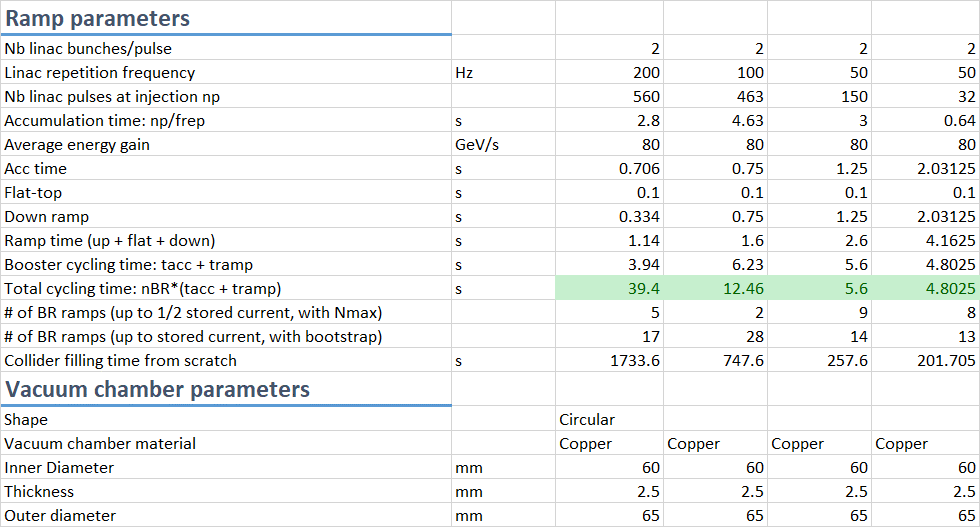 Ramp parameters
Nb linac bunches/pulse 2 2 2 2
Linac repetition frequency Hz 200 100 50 50
Nb linac pulses at injection np 560 463 150 32
Accumulation time: np/frep s 2.8 4.63 3 0.64
Average energy gain GeV/s 80 80 80 80
Acc time s 0.706 0.75 1.25 2.03125
Flat-top s 0.1 0.1 0.1 0.1
Down ramp s 0.334 0.75 1.25 2.03125
Ramp time (up + flat + down) s 1.14 1.6 2.6 4.1625
Booster cycling time: tacc + tramp s 3.94 6.23 5.6 4.8025
Total cycling time: nBR*(tacc + tramp) s 39.4 12.46 5.6 4.8025
# of BR ramps (up to 1/2 stored current, with Nmax) 5 2 9 8
# of BR ramps (up to stored current, with bootstrap) 17 28 14 13
Collider filling time from scratch s 1733.6 747.6 257.6 201.705
Vacuum chamber parameters
Shape Circular
Vacuum chamber material Copper Copper Copper Copper
Inner Diameter mm 60 60 60 60
Thickness mm 2.5 2.5 2.5 2.5
Outer diameter mm 65 65 65 65